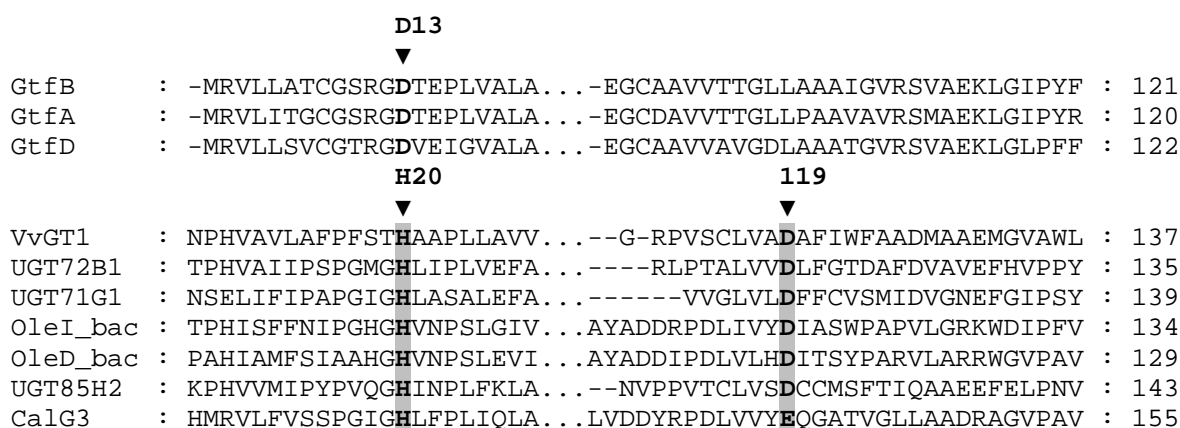 D13
▼
GtfB : -MRVLLATCGSRGDTEPLVALA...-EGCAAVVTTGLLAAAIGVRSVAEKLGIPYF : 121
GtfA : -MRVLITGCGSRGDTEPLVALA...-EGCDAVVTTGLLPAAVAVRSMAEKLGIPYR : 120
GtfD : -MRVLLSVCGTRGDVEIGVALA...-EGCAAVVAVGDLAAATGVRSVAEKLGLPFF : 122
H20 119
▼ ▼
VvGT1 : NPHVAVLAFPFSTHAAPLLAVV...--G-RPVSCLVADAFIWFAADMAAEMGVAWL : 137
UGT72B1 : TPHVAIIPSPGMGHLIPLVEFA...----RLPTALVVDLFGTDAFDVAVEFHVPPY : 135
UGT71G1 : NSELIFIPAPGIGHLASALEFA...------VVGLVLDFFCVSMIDVGNEFGIPSY : 139
OleI_bac : TPHISFFNIPGHGHVNPSLGIV...AYADDRPDLIVYDIASWPAPVLGRKWDIPFV : 134
OleD_bac : PAHIAMFSIAAHGHVNPSLEVI...AYADDIPDLVLHDITSYPARVLARRWGVPAV : 129
UGT85H2 : KPHVVMIPYPVQGHINPLFKLA...--NVPPVTCLVSDCCMSFTIQAAEEFELPNV : 143
CalG3 : HMRVLFVSSPGIGHLFPLIQLA...LVDDYRPDLVVYEQGATVGLLAADRAGVPAV : 155